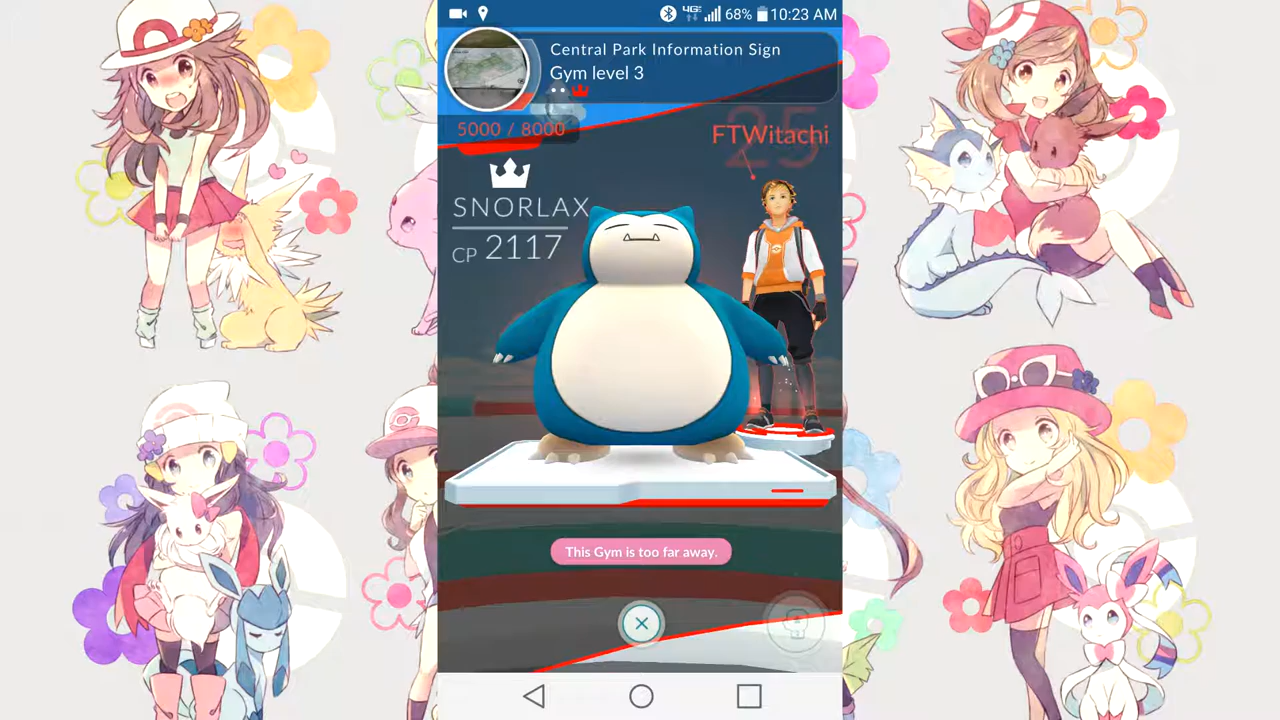 4GE 68% 10:23 AM
Central Park Information Sign
Gym level 3
5000 / 8000
25
FTWitachi
SNORLAX
CP 2117
This Gym is too far away.